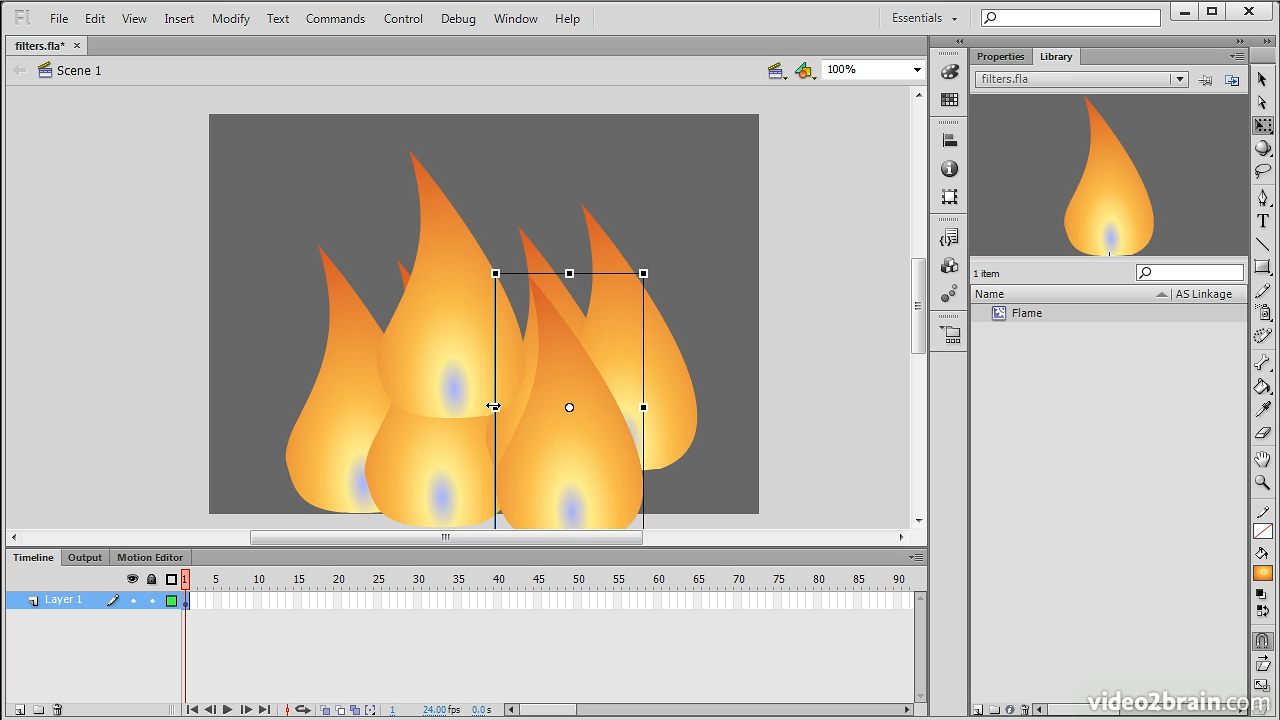 Fl File Edit View Insert Modify Text Commands Control Debug Window Help Essentials
filters.fla* ×
Scene 1 100%
Properties Library
filters.fla
1 item
Name AS Linkage
Flame
Timeline Output Motion Editor
1 5 10 15 20 25 30 35 40 45 50 55 60 65 70 75 80 85 90
Layer 1
1 24.00 fps 0.0 s
video2brain.com